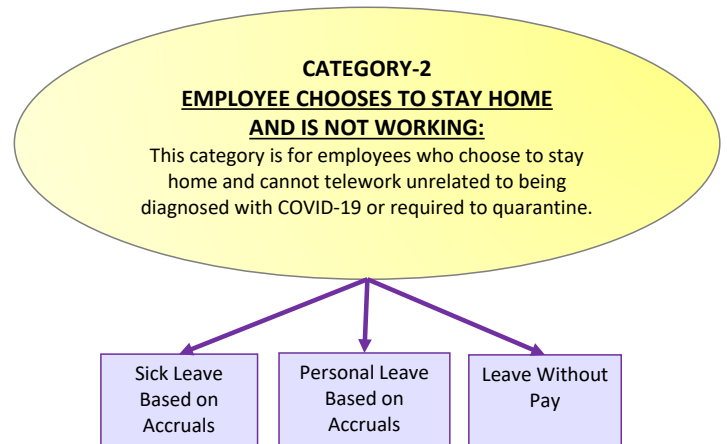 CATEGORY-2
EMPLOYEE CHOOSES TO STAY HOME
AND IS NOT WORKING:
This category is for employees who choose to stay
home and cannot telework unrelated to being
diagnosed with COVID-19 or required to quarantine.
Sick Leave
Based on
Accruals
Personal Leave
Based on
Accruals
Leave Without
Pay